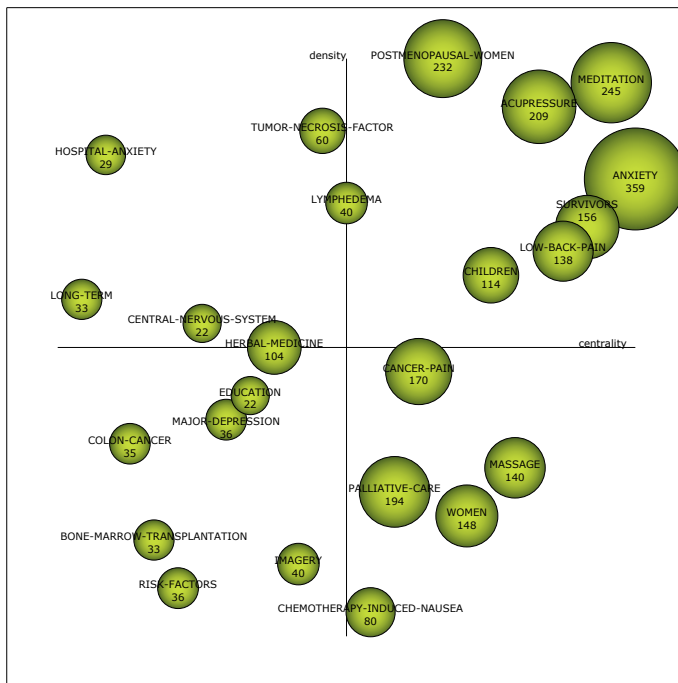 density
POSTMENOPAUSAL-WOMEN
232
MEDITATION
245
ACUPRESSURE
209
TUMOR-NECROSIS-FACTOR
60
HOSPITAL-ANXIETY
29
ANXIETY
359
LYMPHEDEMA
40
SURVIVORS
156
LOW-BACK-PAIN
138
CHILDREN
114
LONG-TERM
33
CENTRAL-NERVOUS-SYSTEM
22
HERBAL-MEDICINE
104
centrality
CANCER-PAIN
170
EDUCATION
22
MAJOR-DEPRESSION
36
COLON-CANCER
35
MASSAGE
140
PALLIATIVE-CARE
194
WOMEN
148
BONE-MARROW-TRANSPLANTATION
33
IMAGERY
40
RISK-FACTORS
36
CHEMOTHERAPY-INDUCED-NAUSEA
80